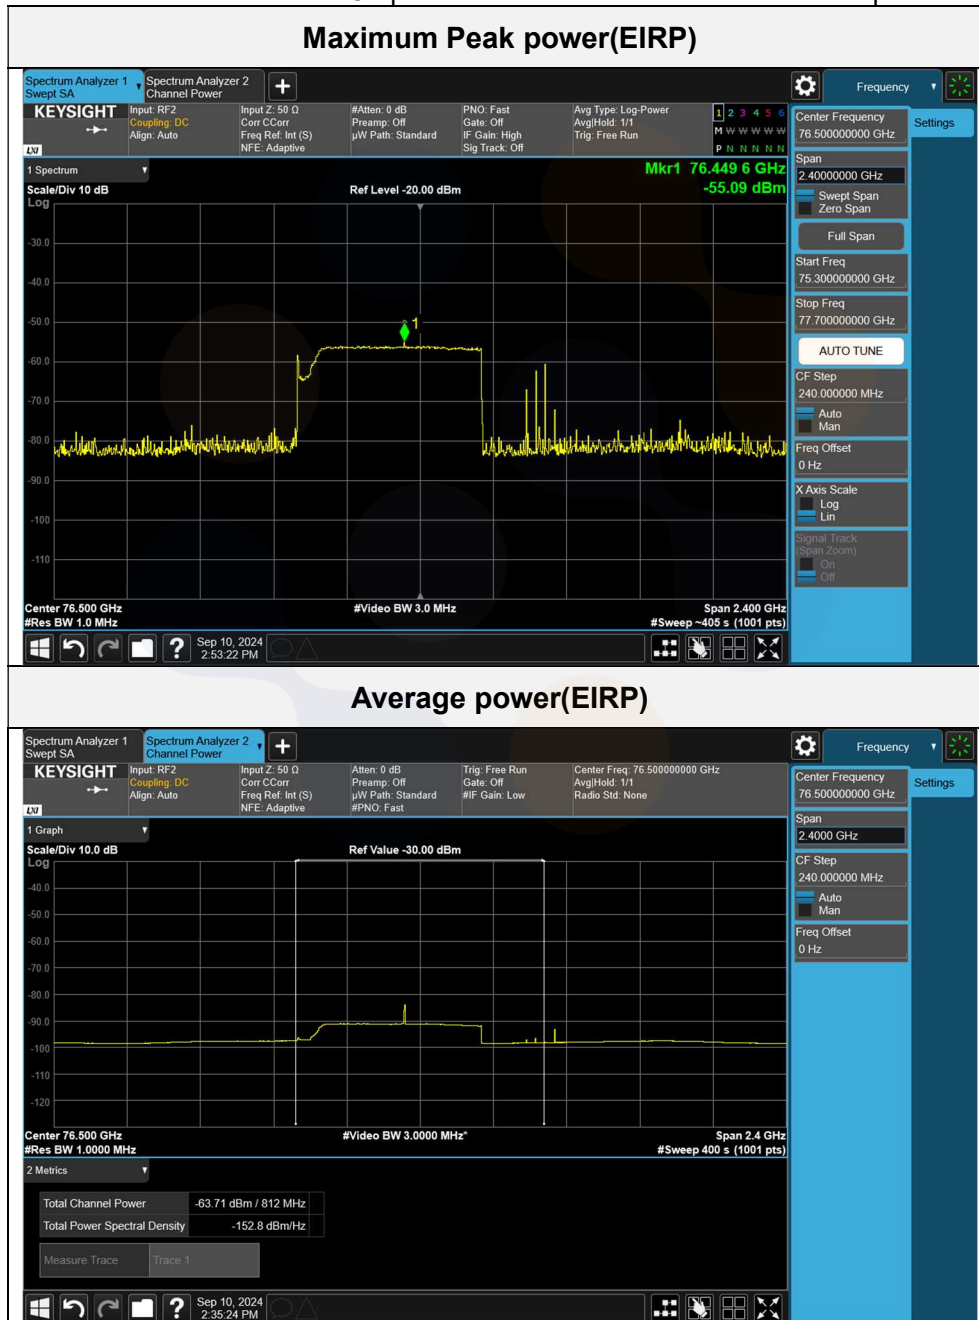 Maximum Peak power(EIRP)
Spectrum Analyzer 1
Swept SA
Spectrum Analyzer 2
Channel Power
Frequency
KEYSIGHT
Input: RF2
Coupling: DC
Align: Auto
Input Z: 50 Ω
Corr CCorr
Freq Ref: Int (S)
NFE: Adaptive
#Atten: 0 dB
Preamp: Off
µW Path: Standard
PNO: Fast
Gate: Off
IF Gain: High
Sig Track: Off
Avg Type: Log-Power
Avg|Hold: 1/1
Trig: Free Run
1 2 3 4 5 6
M W W W W W
P N N N N N
LXI
Center Frequency
76.500000000 GHz
Settings
Span
2.40000000 GHz
Swept Span
Zero Span
Full Span
Start Freq
75.300000000 GHz
Stop Freq
77.700000000 GHz
AUTO TUNE
CF Step
240.000000 MHz
Auto
Man
Freq Offset
0 Hz
X Axis Scale
Log
Lin
Signal Track
(Span Zoom)
On
Off
1 Spectrum
Scale/Div 10 dB
Log
Ref Level -20.00 dBm
Mkr1 76.449 6 GHz
-55.09 dBm
1
-30.0
-40.0
-50.0
-60.0
-70.0
-80.0
-90.0
-100
-110
Center 76.500 GHz
#Res BW 1.0 MHz
#Video BW 3.0 MHz
Span 2.400 GHz
#Sweep ~405 s (1001 pts)
?
Sep 10, 2024
2:53:22 PM
Average power(EIRP)
Spectrum Analyzer 1
Swept SA
Spectrum Analyzer 2
Channel Power
Frequency
KEYSIGHT
Input: RF2
Coupling: DC
Align: Auto
Input Z: 50 Ω
Corr CCorr
Freq Ref: Int (S)
NFE: Adaptive
Atten: 0 dB
Preamp: Off
µW Path: Standard
#PNO: Fast
Trig: Free Run
Gate: Off
#IF Gain: Low
Center Freq: 76.500000000 GHz
Avg|Hold: 1/1
Radio Std: None
LXI
Center Frequency
76.500000000 GHz
Settings
Span
2.4000 GHz
CF Step
240.000000 MHz
Auto
Man
Freq Offset
0 Hz
1 Graph
Scale/Div 10.0 dB
Log
Ref Value -30.00 dBm
-40.0
-50.0
-60.0
-70.0
-80.0
-90.0
-100
-110
-120
Center 76.500 GHz
#Res BW 1.0000 MHz
#Video BW 3.0000 MHz*
Span 2.4 GHz
#Sweep 400 s (1001 pts)
2 Metrics
Total Channel Power -63.71 dBm / 812 MHz
Total Power Spectral Density -152.8 dBm/Hz
Measure Trace Trace 1
?
Sep 10, 2024
2:35:24 PM